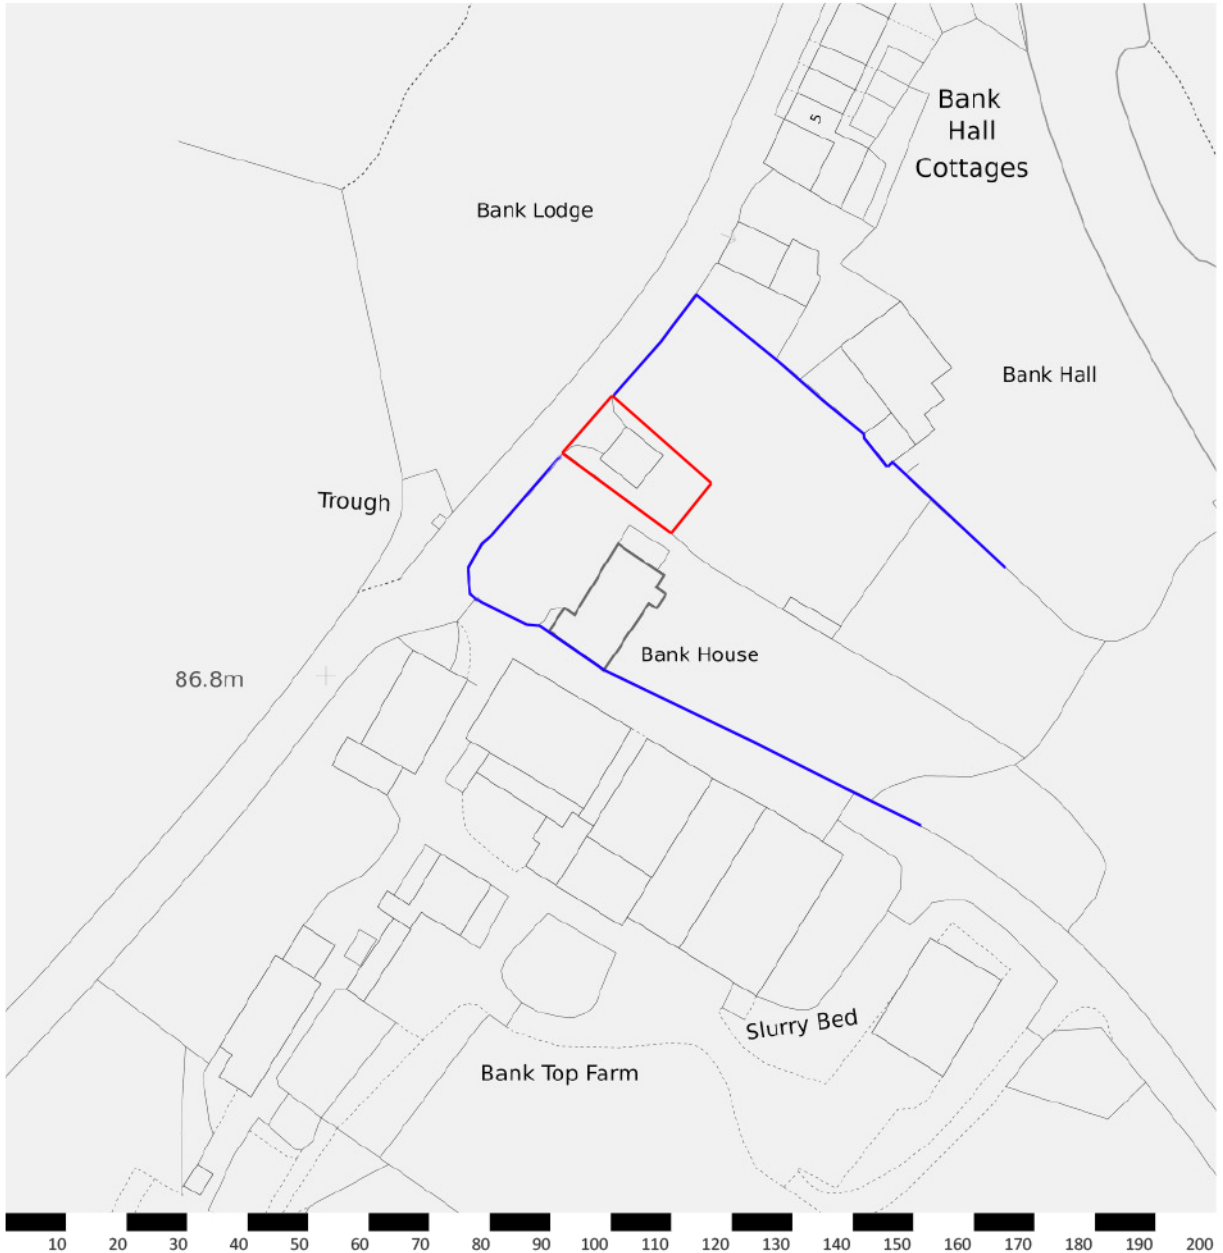 Bank
Hall
Cottages
5
Bank Lodge
Bank Hall
Trough
Bank House
86.8m
Slurry Bed
Bank Top Farm
10 20 30 40 50 60 70 80 90 100 110 120 130 140 150 160 170 180 190 200